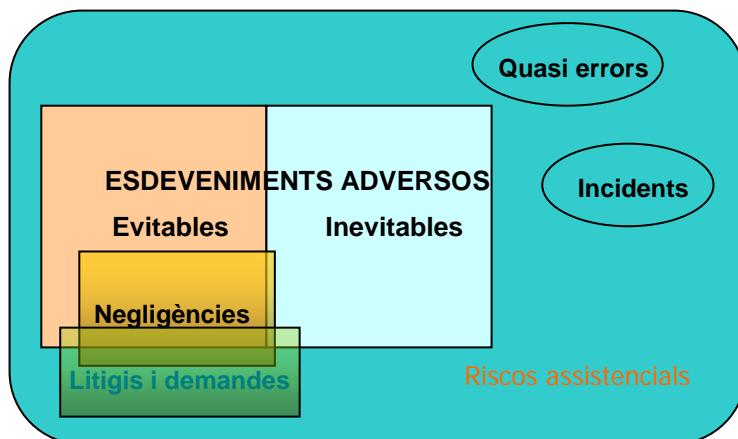 Quasi errors
ESDEVENIMENTS ADVERSOS
Incidents
Evitables
Inevitables
Negligències
Litigis i demandes
Riscos assistencials